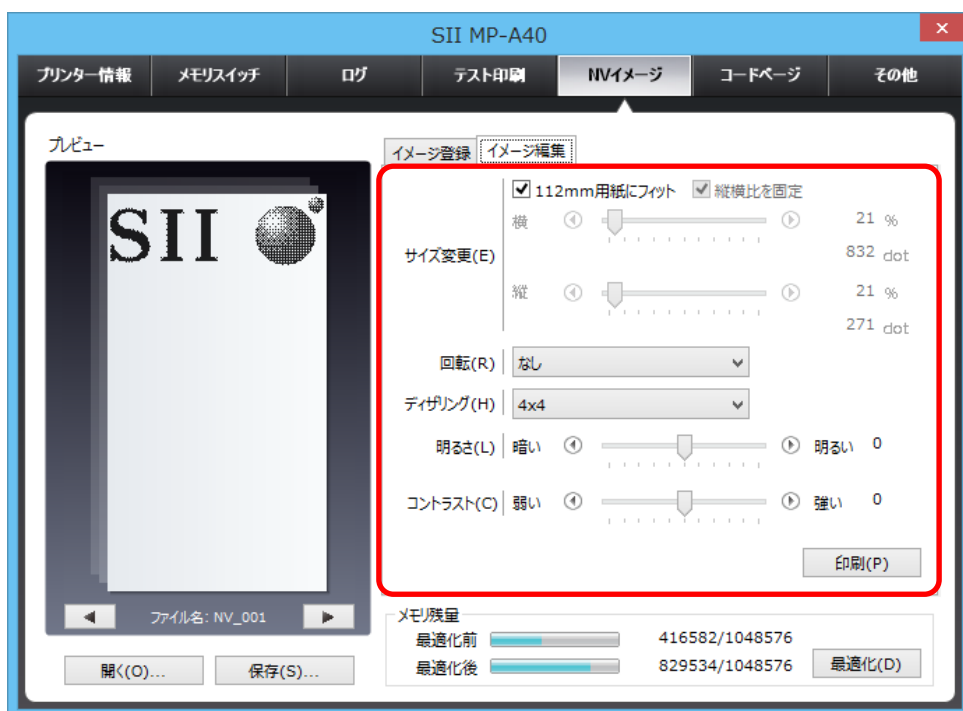 SII MP-A40
プリンター情報 メモリスイッチ ログ テスト印刷 NVイメージ コードページ その他
プレビュー
SII
ファイル名: NV_001
開く(O)... 保存(S)...
イメージ登録 イメージ編集
112mm用紙にフィット 縦横比を固定
サイズ変更(E)
横 21 %
832 dot
縦 21 %
271 dot
回転(R) なし
ディザリング(H) 4x4
明るさ(L) 暗い 明るい 0
コントラスト(C) 弱い 強い 0
印刷(P)
メモリ残量
最適化前 416582/1048576
最適化後 829534/1048576 最適化(D)